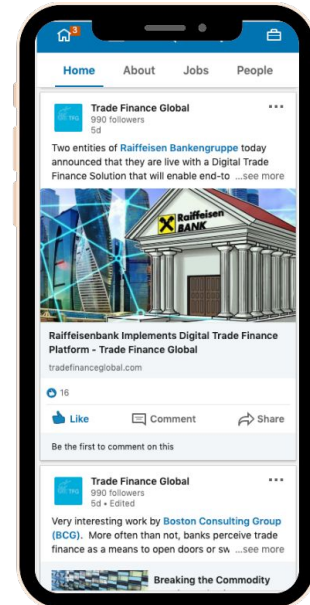 3
Home About Jobs People
TFG
Trade Finance Global
990 followers
5d
Two entities of Raiffeisen Bankengruppe today
announced that they are live with a Digital Trade
Finance Solution that will enable end-to ...see more
Raiffeisen
BANK
Raiffeisenbank Implements Digital Trade Finance
Platform - Trade Finance Global
tradefinanceglobal.com
16
Like Comment Share
Be the first to comment on this
TFG
Trade Finance Global
990 followers
5d • Edited
Very interesting work by Boston Consulting Group
(BCG). More often than not, banks perceive trade
finance as a means to open doors or sw ...see more
Breaking the Commodity